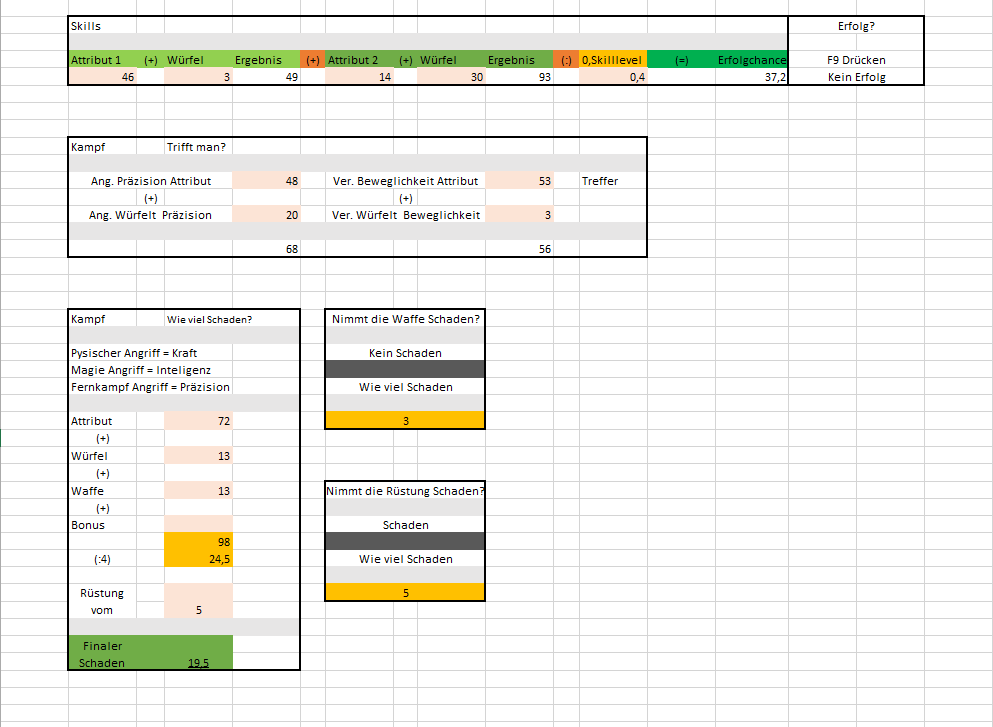 Skills Erfolg?
Attribut 1 (+) Würfel Ergebnis (+) Attribut 2 (+) Würfel Ergebnis (:) 0,Skilllevel (=) Erfolgchance F9 Drücken
46 3 49 14 30 93 0,4 37,2 Kein Erfolg
Kampf Trifft man?
Ang. Präzision Attribut 48 Ver. Beweglichkeit Attribut 53 Treffer
(+) (+)
Ang. Würfelt Präzision 20 Ver. Würfelt Beweglichkeit 3
68 56
Kampf Wie viel Schaden?
Pysischer Angriff = Kraft
Magie Angriff = Inteligenz
Fernkampf Angriff = Präzision
Attribut 72
(+)
Würfel 13
(+)
Waffe 13
(+)
Bonus
98
(:4) 24,5
Rüstung
vom 5
Finaler
Schaden 19,5
Nimmt die Waffe Schaden?
Kein Schaden
Wie viel Schaden
3
Nimmt die Rüstung Schaden?
Schaden
Wie viel Schaden
5